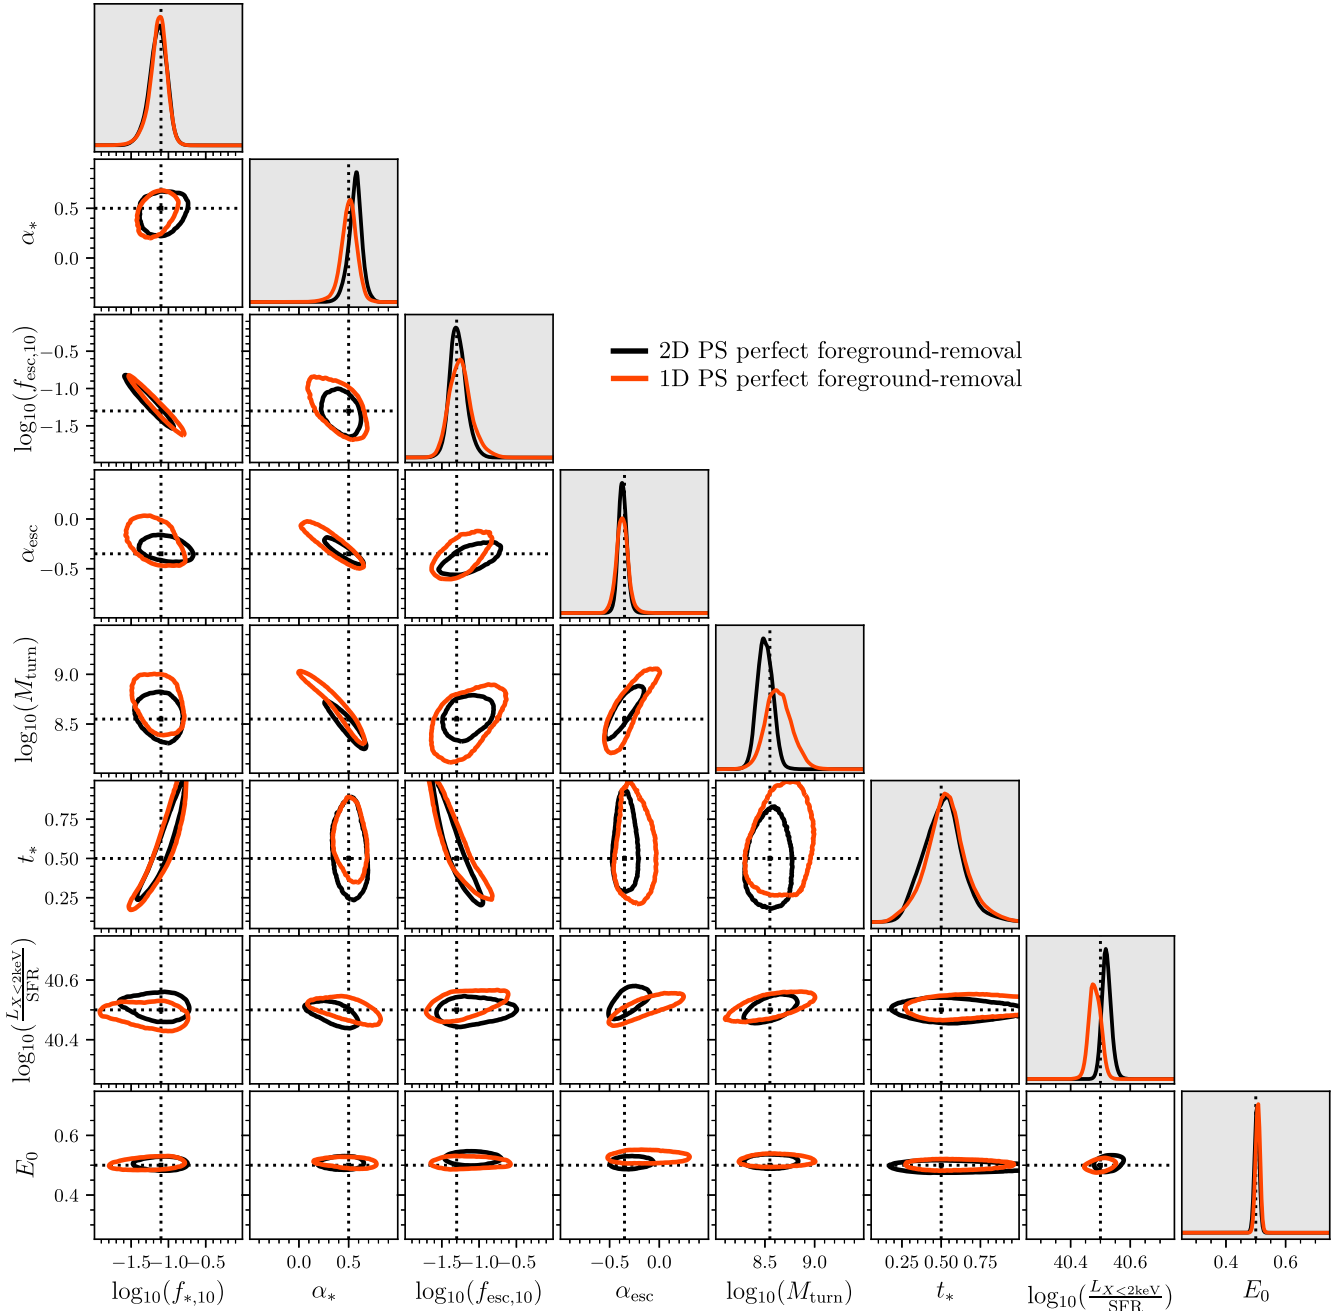 α∗
0.5
0.0
log10(fesc,10)
−0.5
−1.0
−1.5
2D PS perfect foreground-removal
1D PS perfect foreground-removal
αesc
0.0
−0.5
log10(Mturn)
9.0
8.5
t∗
0.75
0.50
0.25
log10(LX<2keV/SFR)
40.6
40.4
E0
0.6
0.4
−1.5 −1.0 −0.5 0.0 0.5 −1.5 −1.0 −0.5 −0.5 0.0 8.5 9.0 0.25 0.50 0.75 40.4 40.6 0.4 0.6
log10(f∗,10) α∗ log10(fesc,10) αesc log10(Mturn) t∗ log10(LX<2keV/SFR) E0